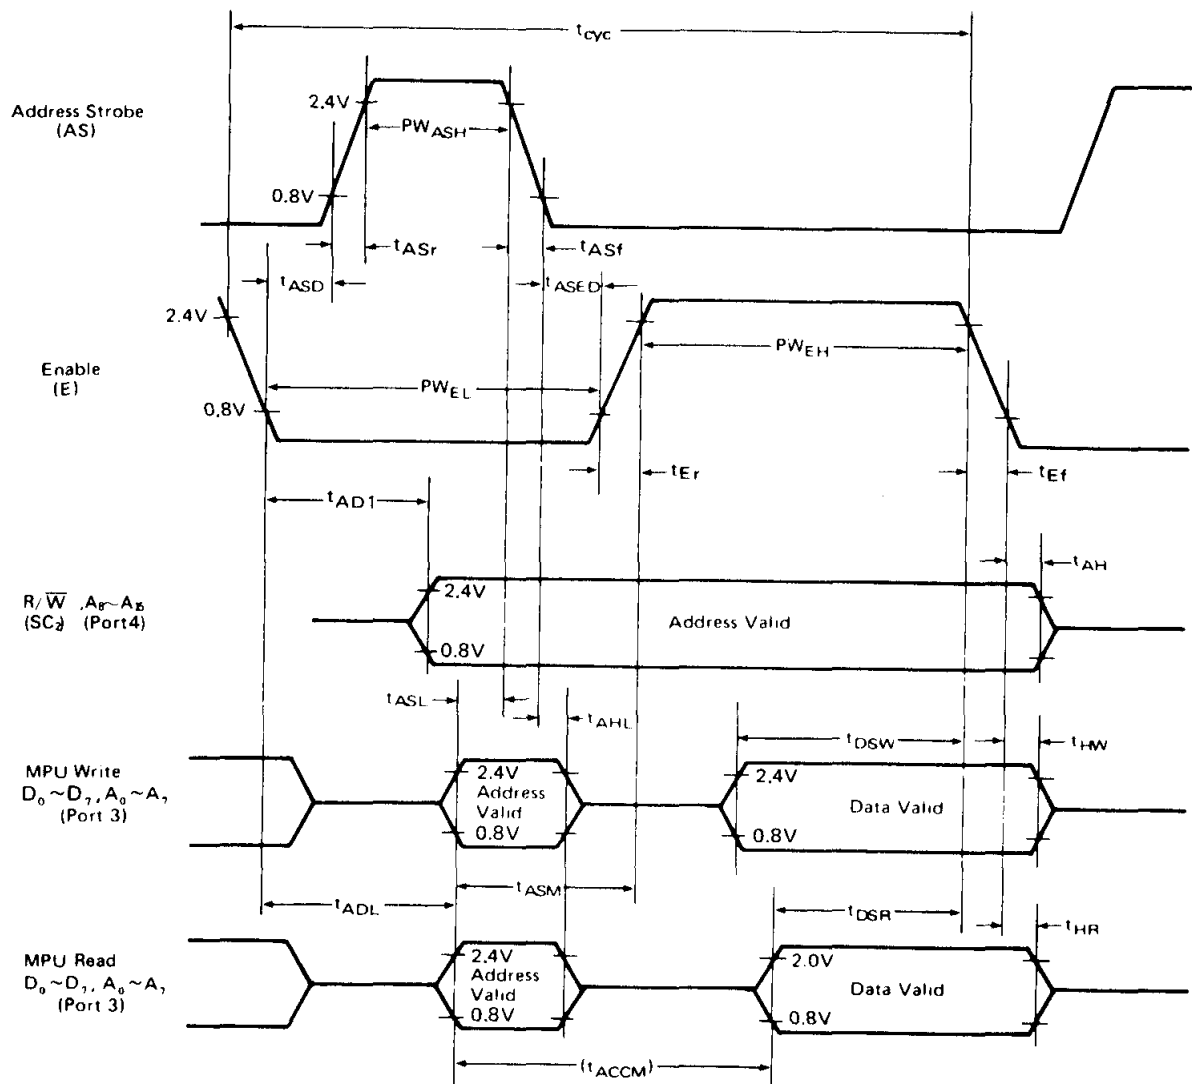 tcyc
Address Strobe
(AS)
2.4V
PWASH
0.8V
tASr
tASf
tASD
tASED
2.4V
Enable
(E)
PWEH
PWEL
0.8V
tEr
tEf
tAD1
tAH
R/W̅ ,A8~A15
(SC2) (Port4)
2.4V
Address Valid
0.8V
tASL
tAHL
tDSW
tHW
MPU Write
D0~D7, A0~A7
(Port 3)
2.4V
Address
Valid
0.8V
2.4V
Data Valid
0.8V
tASM
tADL
tDSR
tHR
MPU Read
D0~D7, A0~A7
(Port 3)
2.4V
Address
Valid
0.8V
2.0V
Data Valid
0.8V
(tACCM)